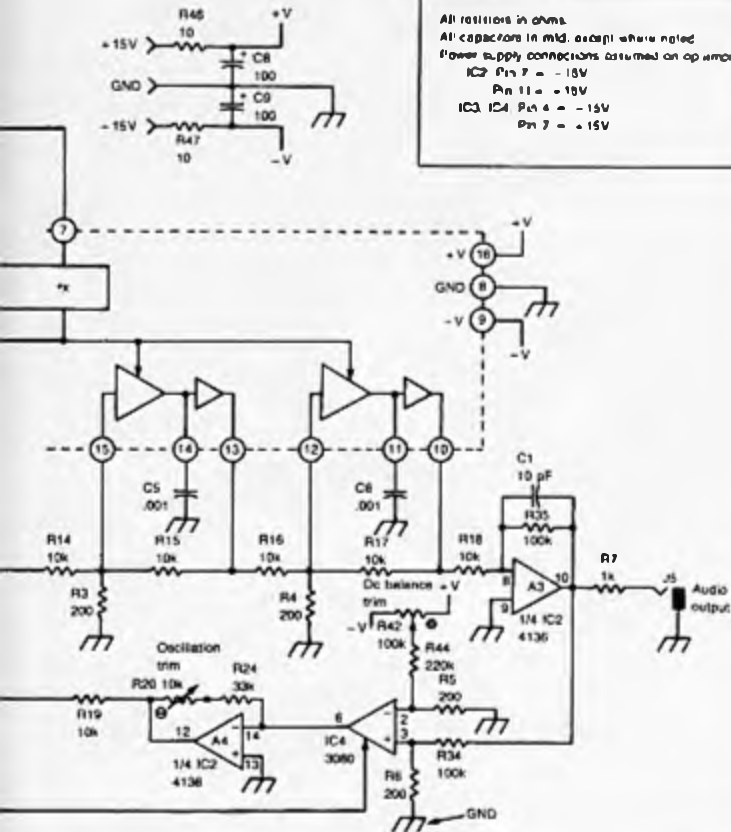 All resistors in ohms.
All capacitors in mfd. except where noted
Power supply connections assumed on op amps
IC2 Pin 7 = -15V
Pin 11 = +15V
IC3, IC4 Pin 4 = -15V
Pin 7 = +15V
R46
10
+15V
+V
+ C8
100
GND
+ C9
100
-15V
R47
10
-V
7
+V
+V 16
GND 8
-V 9
-V
15
14
13
12
11
10
C5
.001
C6
.001
C1
10 pF
R35
100k
R14
10k
R15
10k
R16
10k
R17
10k
R18
10k
R3
200
R4
200
Dc balance
trim
+V
-V
R42
100k
R44
220k
8
9
10
A3
1/4 IC2
4136
R7
1k
J5
Audio
output
Oscillation
trim
R20 10k
R24
33k
R19
10k
12
A4
14
13
1/4 IC2
4136
6
IC4
3080
2
3
R5
200
R34
100k
R6
200
GND